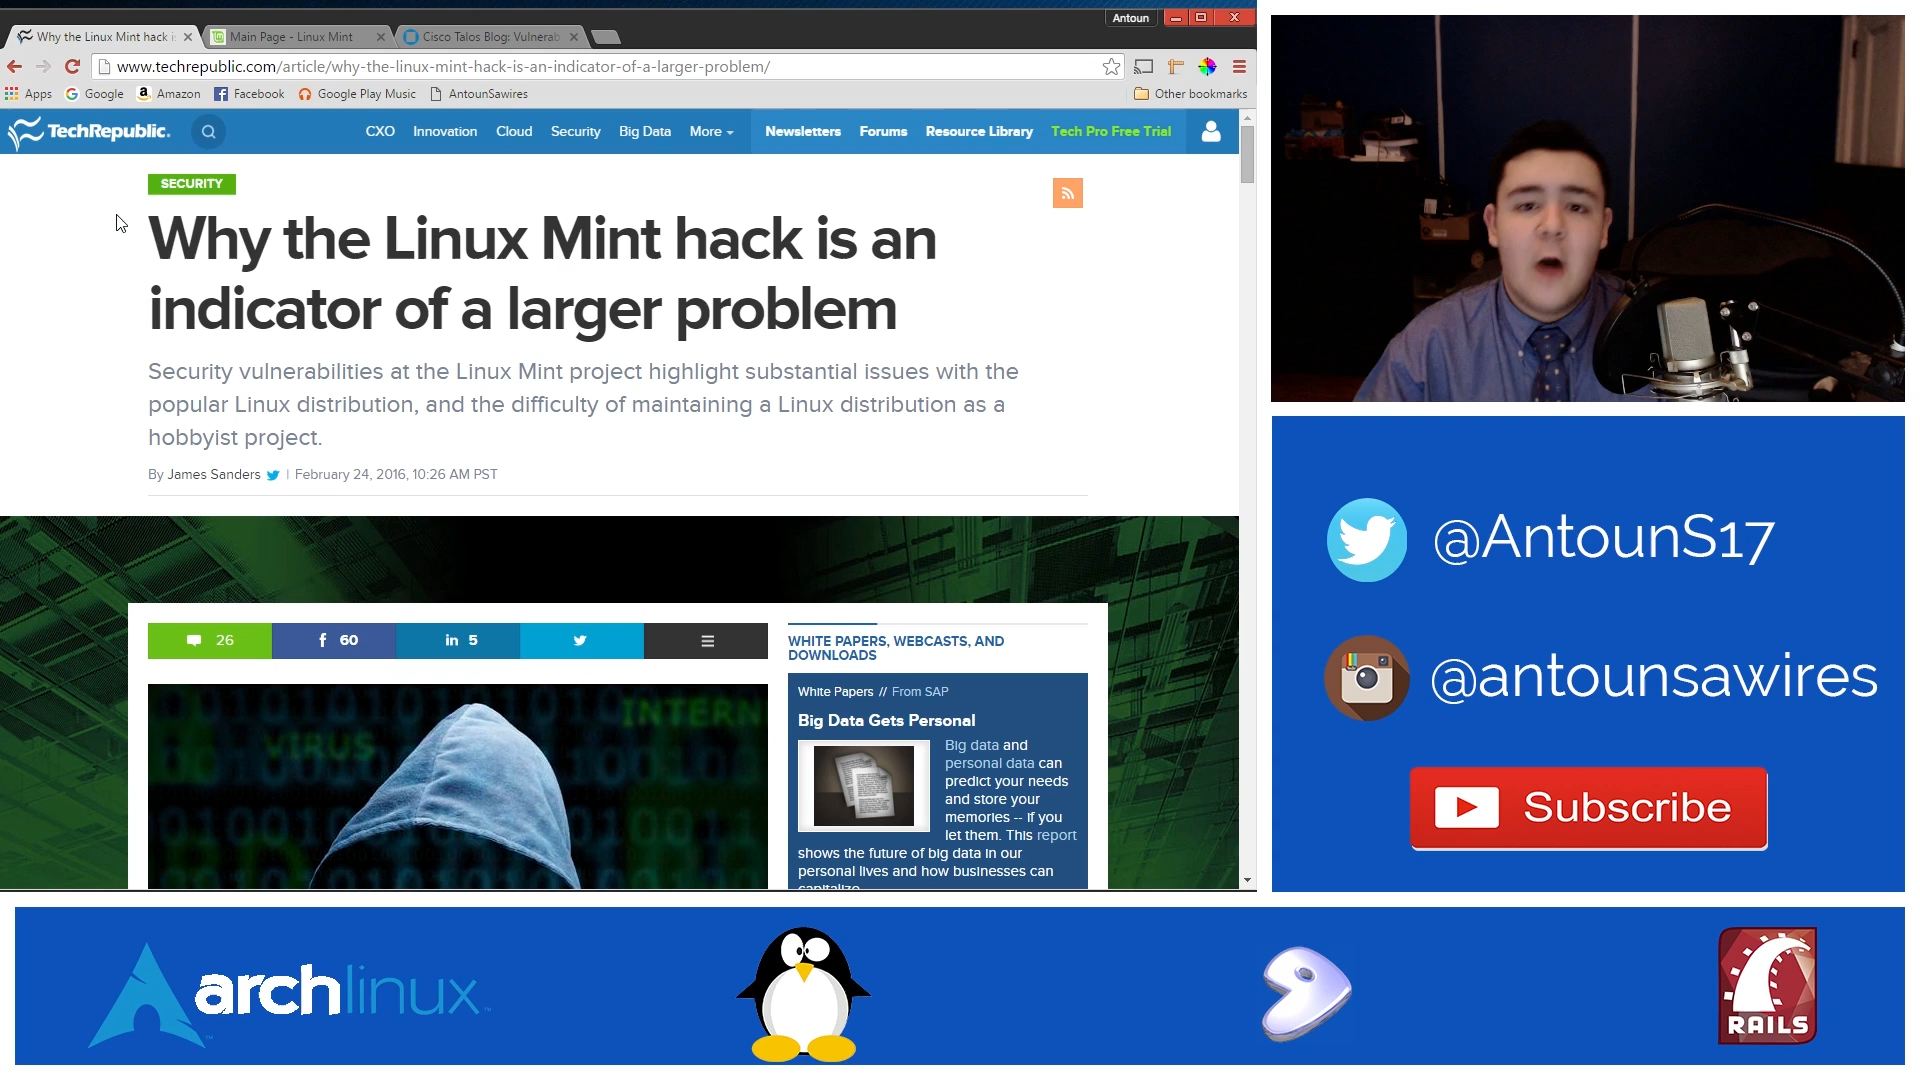 Antoun
Why the Linux Mint hack is
Main Page - Linux Mint
Cisco Talos Blog: Vulnerab
www.techrepublic.com/article/why-the-linux-mint-hack-is-an-indicator-of-a-larger-problem/
Apps
Google
Amazon
Facebook
Google Play Music
AntounSawires
Other bookmarks
TechRepublic.
CXO
Innovation
Cloud
Security
Big Data
More
Newsletters
Forums
Resource Library
Tech Pro Free Trial
SECURITY
Why the Linux Mint hack is an
indicator of a larger problem
Security vulnerabilities at the Linux Mint project highlight substantial issues with the
popular Linux distribution, and the difficulty of maintaining a Linux distribution as a
hobbyist project.
By James Sanders | February 24, 2016, 10:26 AM PST
26
60
in 5
WHITE PAPERS, WEBCASTS, AND
DOWNLOADS
White Papers // From SAP
Big Data Gets Personal
Big data and
personal data can
predict your needs
and store your
memories -- if you
let them. This report
shows the future of big data in our
personal lives and how businesses can
capitalize
VIRUS
INTERN
@AntounS17
@antounsawires
Subscribe
archlinux
RAILS